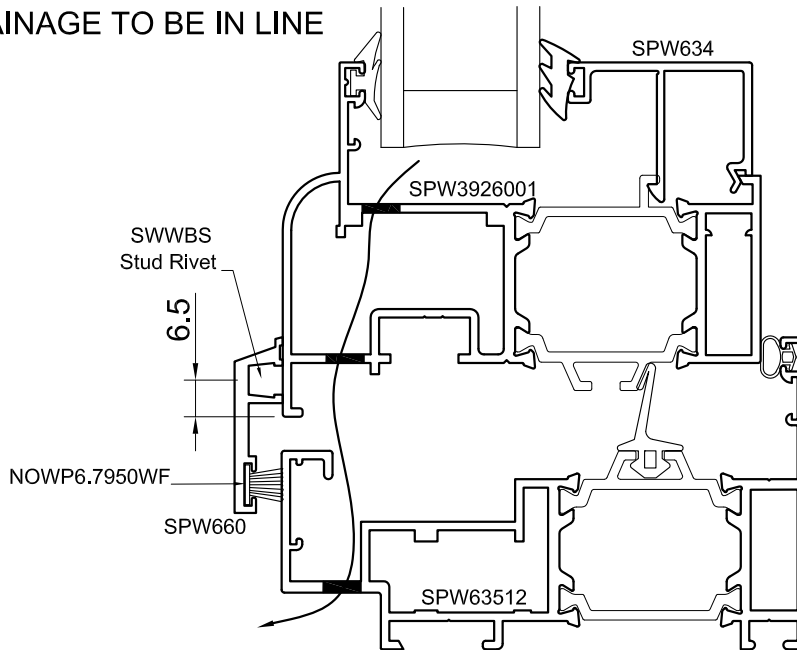 AINAGE TO BE IN LINE
SPW634
SPW3926001
SWWBS
Stud Rivet
6.5
NOWP6.7950WF
SPW660
SPW63512